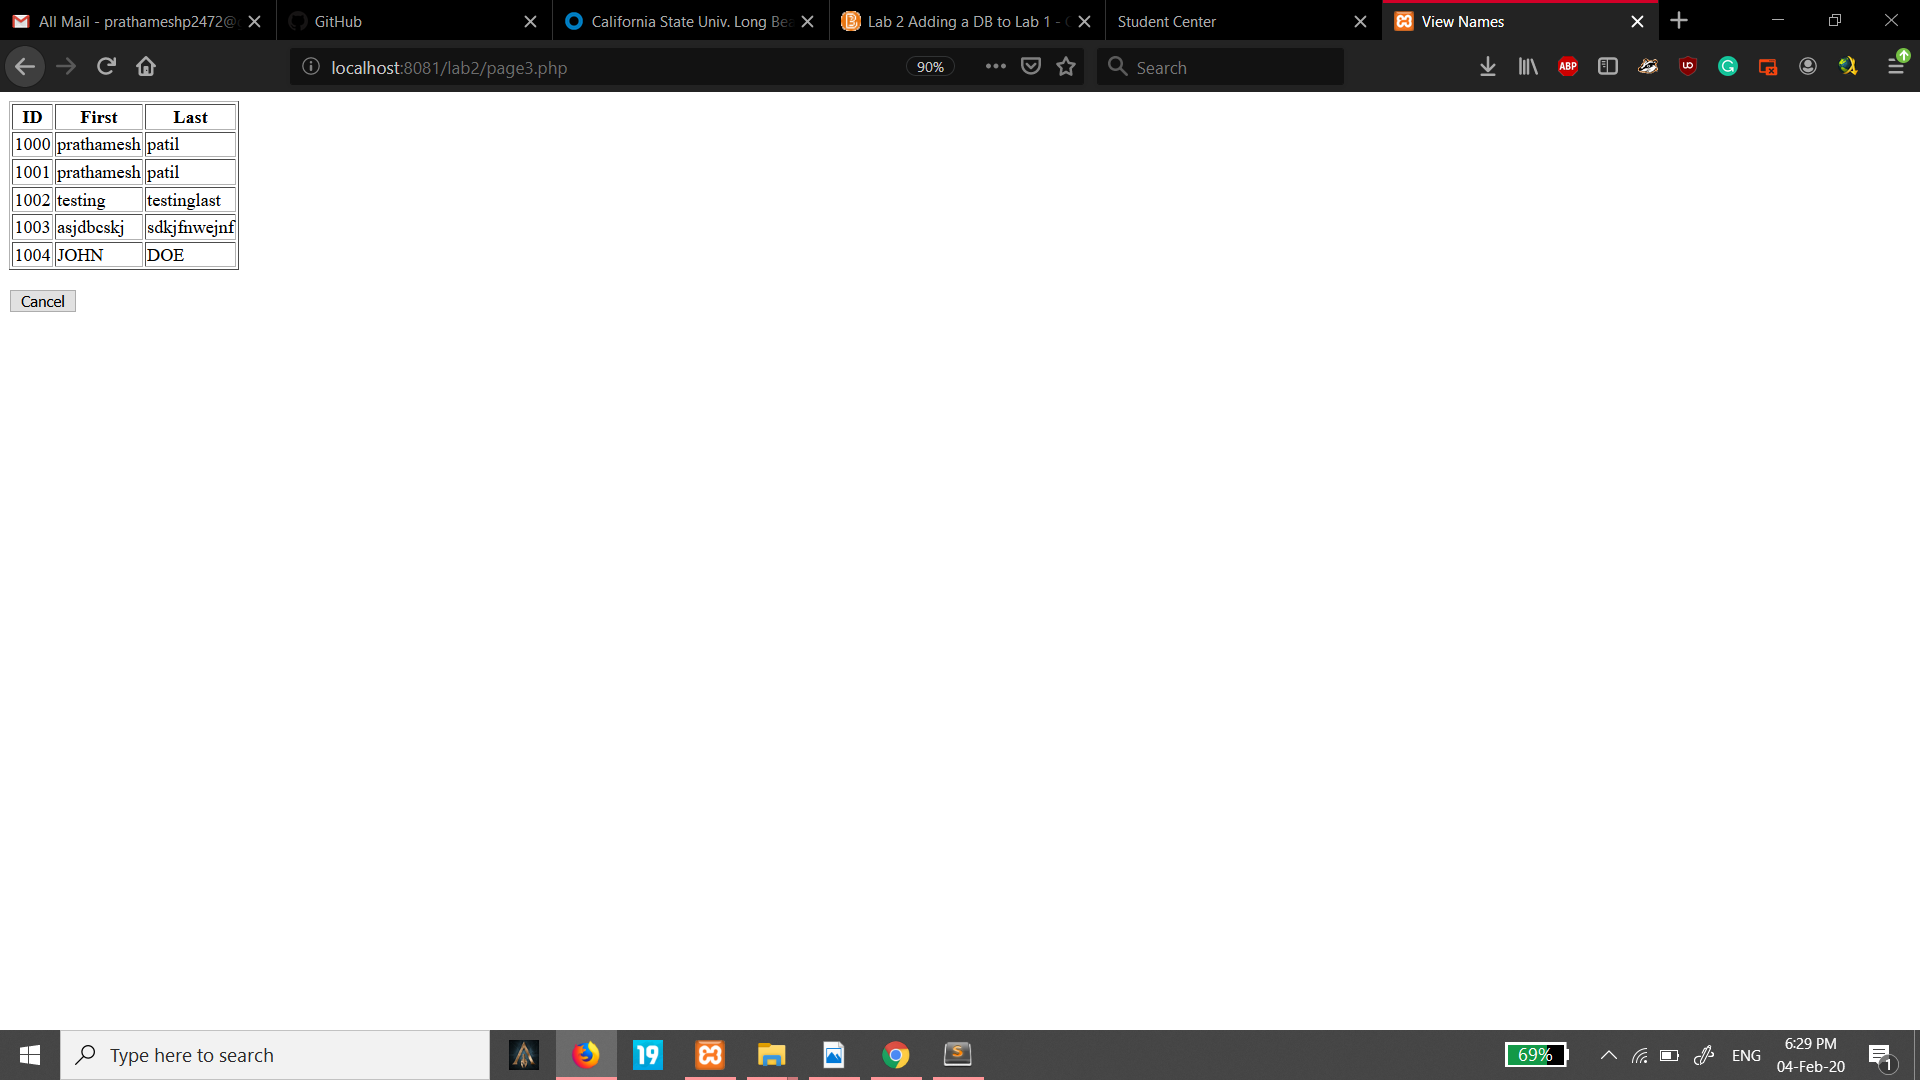 All Mail - prathameshp2472@
GitHub
California State Univ. Long Bea
Lab 2 Adding a DB to Lab 1 -
Student Center
View Names
localhost:8081/lab2/page3.php
90%
Search
ABP
ID First Last
1000 prathamesh patil
1001 prathamesh patil
1002 testing testinglast
1003 asjdbcskj sdkjfnwejnf
1004 JOHN DOE
Cancel
Type here to search
19
S
69%
ENG
6:29 PM
04-Feb-20
1